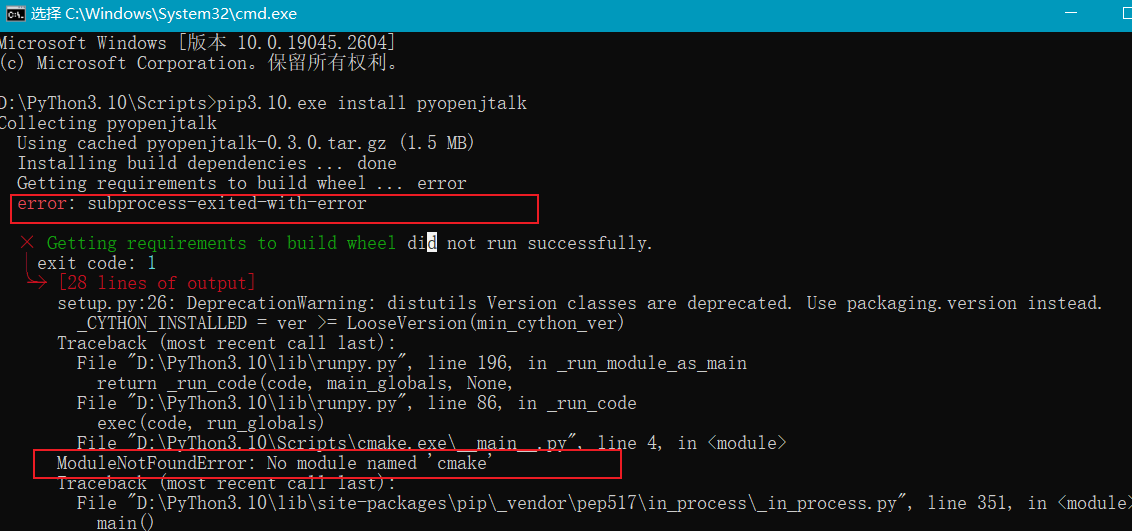 选择 C:\Windows\System32\cmd.exe
Microsoft Windows [版本 10.0.19045.2604]
(c) Microsoft Corporation。保留所有权利。
D:\PyThon3.10\Scripts>pip3.10.exe install pyopenjtalk
Collecting pyopenjtalk
Using cached pyopenjtalk-0.3.0.tar.gz (1.5 MB)
Installing build dependencies ... done
Getting requirements to build wheel ... error
error: subprocess-exited-with-error
× Getting requirements to build wheel did not run successfully.
exit code: 1
[28 lines of output]
setup.py:26: DeprecationWarning: distutils Version classes are deprecated. Use packaging.version instead.
_CYTHON_INSTALLED = ver >= LooseVersion(min_cython_ver)
Traceback (most recent call last):
File "D:\PyThon3.10\lib\runpy.py", line 196, in _run_module_as_main
return _run_code(code, main_globals, None,
File "D:\PyThon3.10\lib\runpy.py", line 86, in _run_code
exec(code, run_globals)
File "D:\PyThon3.10\Scripts\cmake.exe\__main__.py", line 4, in <module>
ModuleNotFoundError: No module named 'cmake'
Traceback (most recent call last):
File "D:\PyThon3.10\lib\site-packages\pip\_vendor\pep517\in_process\_in_process.py", line 351, in <module>
main()